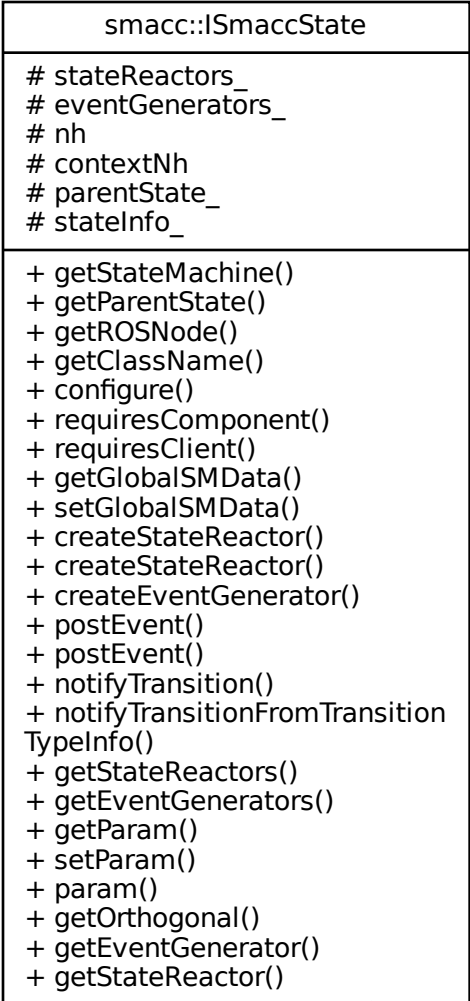 smacc::ISmaccState
# stateReactors_
# eventGenerators_
# nh
# contextNh
# parentState_
# stateInfo_
+ getStateMachine()
+ getParentState()
+ getROSNode()
+ getClassName()
+ configure()
+ requiresComponent()
+ requiresClient()
+ getGlobalSMData()
+ setGlobalSMData()
+ createStateReactor()
+ createStateReactor()
+ createEventGenerator()
+ postEvent()
+ postEvent()
+ notifyTransition()
+ notifyTransitionFromTransition
TypeInfo()
+ getStateReactors()
+ getEventGenerators()
+ getParam()
+ setParam()
+ param()
+ getOrthogonal()
+ getEventGenerator()
+ getStateReactor()